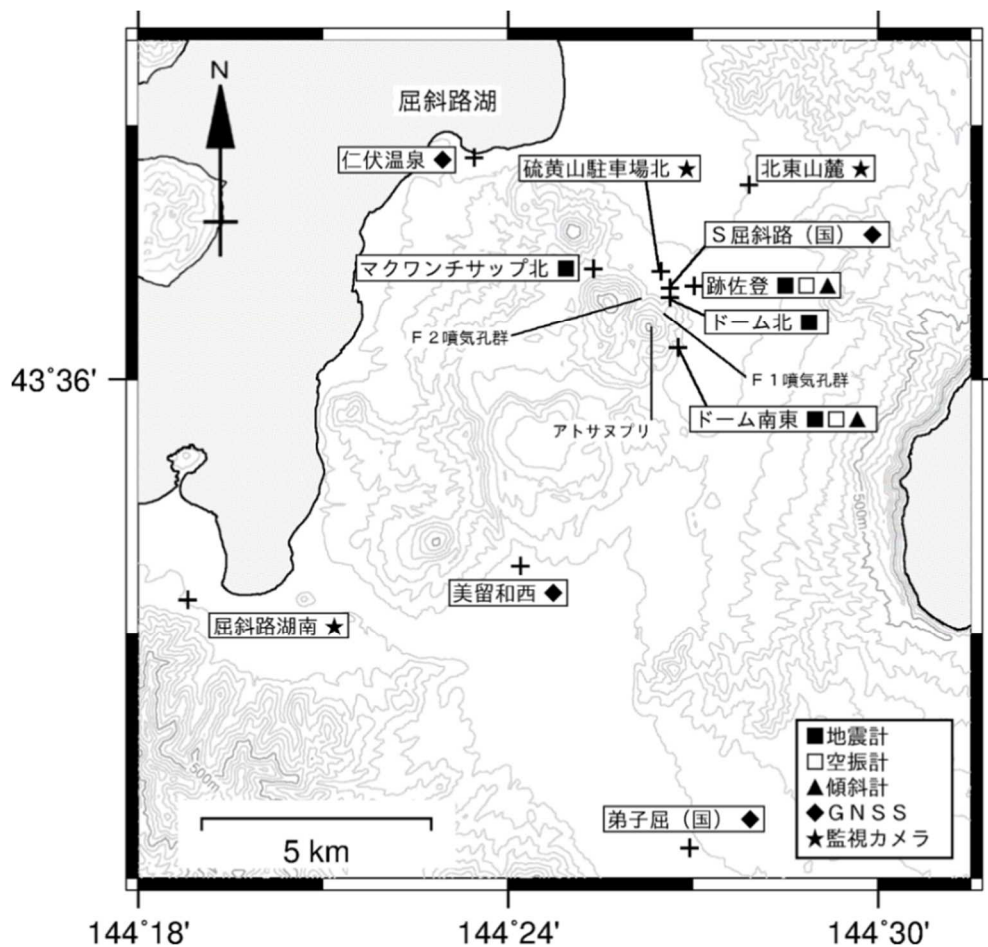 N
屈斜路湖
仁伏温泉 ◆
硫黄山駐車場北 ★
北東山麓 ★
S屈斜路（国） ◆
マクワンチサップ北 ■
跡佐登 ■□▲
ドーム北 ■
F2噴気孔群
F1噴気孔群
43°36'
アトサヌプリ
ドーム南東 ■□▲
500m
美留和西 ◆
屈斜路湖南 ★
500m
■地震計
□空振計
▲傾斜計
◆GNSS
★監視カメラ
弟子屈（国） ◆
5 km
144°18'
144°24'
144°30'